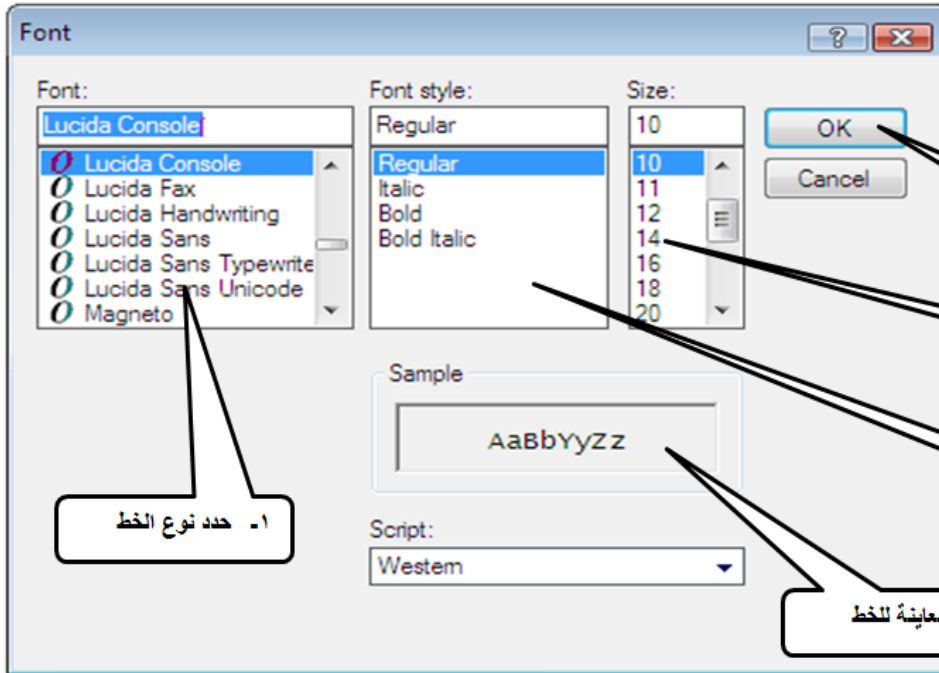 Font
Font:
Font style:
Size:
Lucida Console
Regular
10
OK
Lucida Console
Lucida Fax
Lucida Handwriting
Lucida Sans
Lucida Sans Typewrite
Lucida Sans Unicode
Magneto
Regular
Italic
Bold
Bold Italic
10
11
12
14
16
18
20
Cancel
Sample
AaBbYyZz
١- حدد نوع الخط
Script:
Western
معاينة للخط